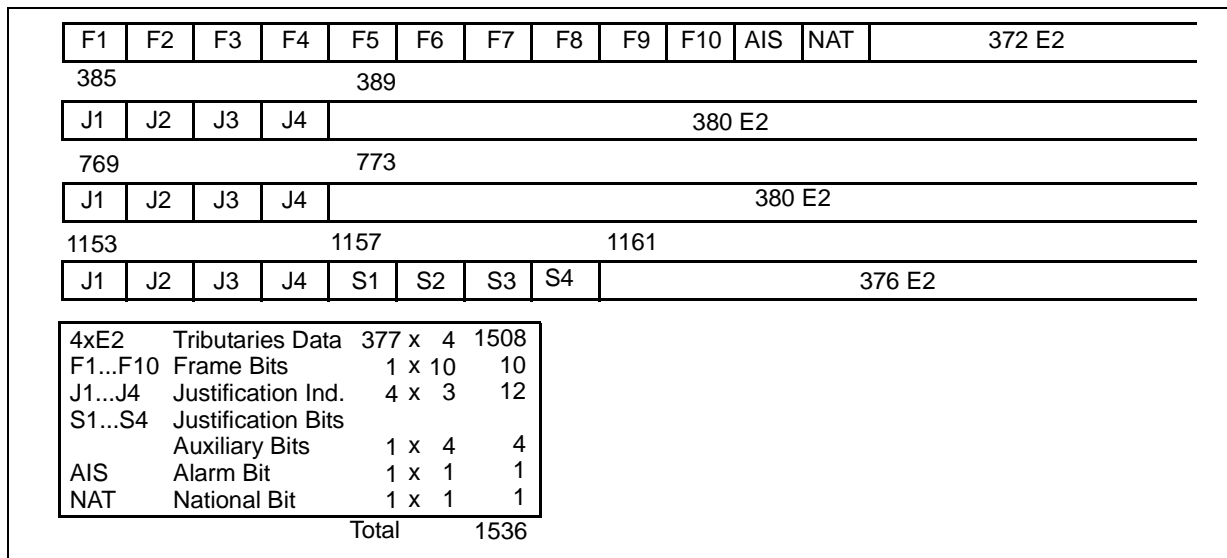 F1 F2 F3 F4 F5 F6 F7 F8 F9 F10 AIS NAT 372 E2
385 389
J1 J2 J3 J4 380 E2
769 773
J1 J2 J3 J4 380 E2
1153 1157 1161
J1 J2 J3 J4 S1 S2 S3 S4 376 E2
4xE2 Tributaries Data 377 x 4 1508
F1...F10 Frame Bits 1 x 10 10
J1...J4 Justification Ind. 4 x 3 12
S1...S4 Justification Bits
Auxiliary Bits 1 x 4 4
AIS Alarm Bit 1 x 1 1
NAT National Bit 1 x 1 1
Total 1536